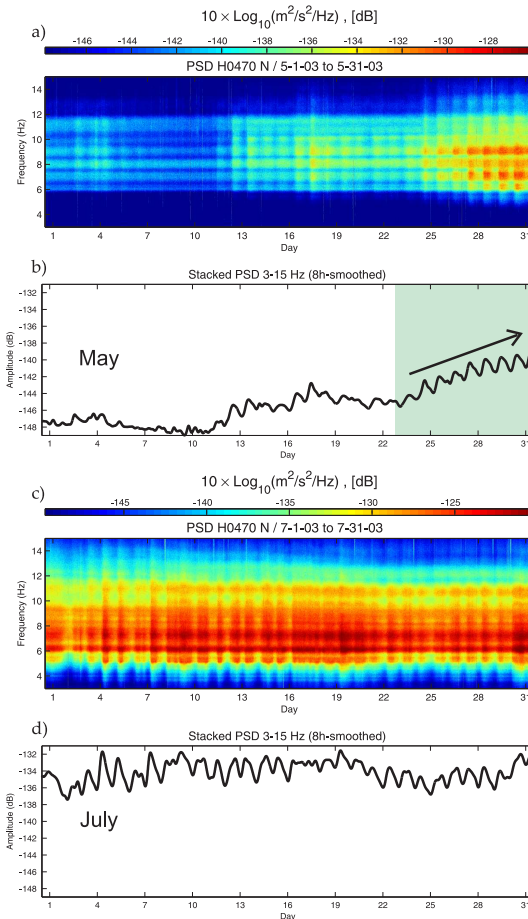 10 × Log10(m²/s²/Hz) , [dB]
-146 -143 -140 -138 -135 -133 -130 -128
a)
PSD H0470 N / 5-1-03 to 5-31-03
14
12
10
8
6
4
Frequency (Hz)
1 4 7 10 13 16 19 22 25 28 31
Day
b)
Stacked PSD 3-15 Hz (8h-smoothed)
-132
-134
-136
-138
-140
-142
-144
-146
-148
Amplitude (dB)
May
1 4 7 10 13 16 19 22 25 28 31
Day
c)
10 × Log10(m²/s²/Hz) , [dB]
-145 -140 -135 -130 -125
PSD H0470 N / 7-1-03 to 7-31-03
14
12
10
8
6
4
Frequency (Hz)
1 4 7 10 13 16 19 22 25 28 31
Day
d)
Stacked PSD 3-15 Hz (8h-smoothed)
-132
-134
-136
-138
-140
-142
-144
-146
-148
Amplitude (dB)
July
1 4 7 10 13 16 19 22 25 28 31
Day